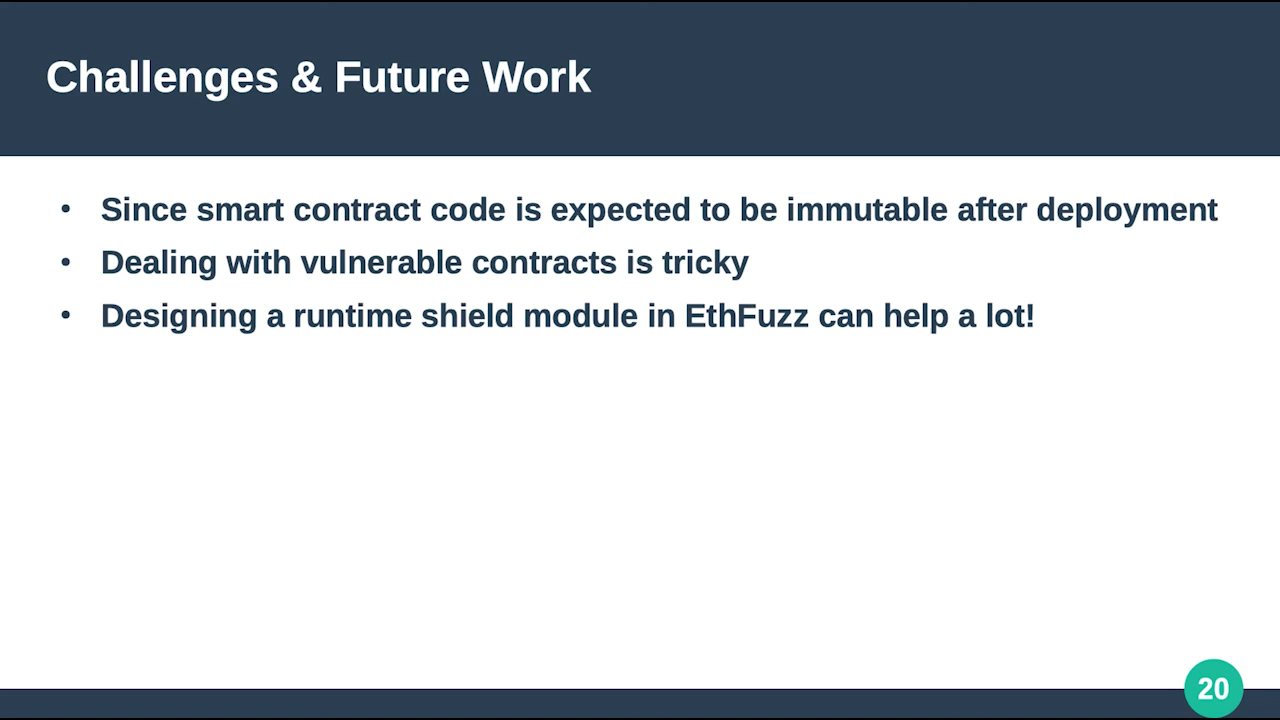 Challenges & Future Work
• Since smart contract code is expected to be immutable after deployment
• Dealing with vulnerable contracts is tricky
• Designing a runtime shield module in EthFuzz can help a lot!
20